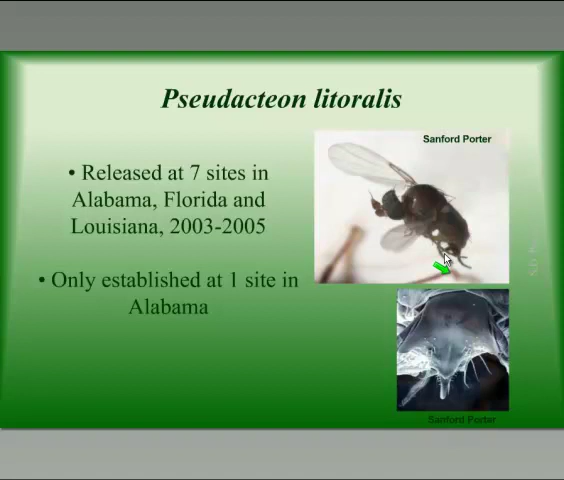 Pseudacteon litoralis
Sanford Porter
• Released at 7 sites in
Alabama, Florida and
Louisiana, 2003-2005
• Only established at 1 site in
Alabama
Sanford Porter